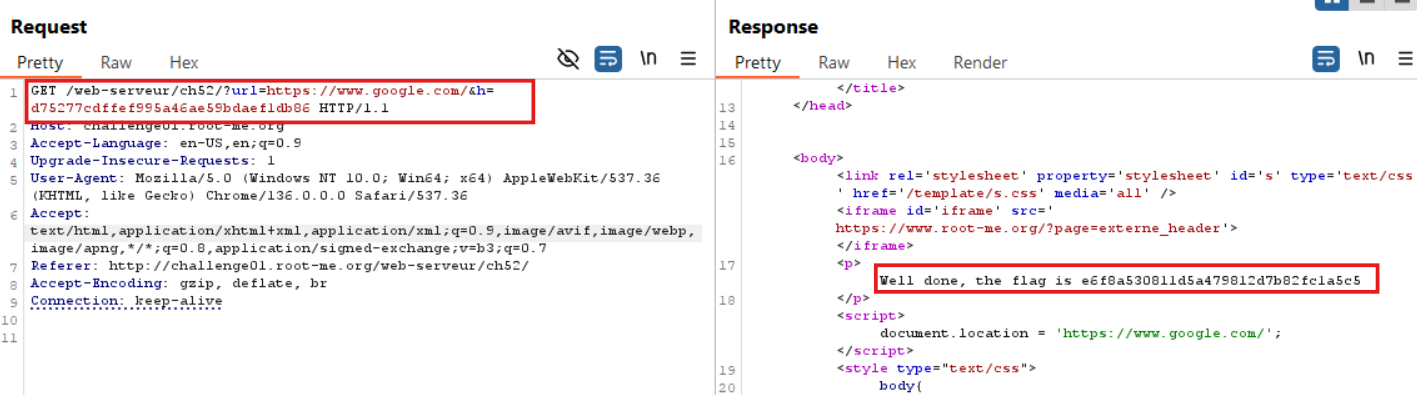 Request
Pretty Raw Hex \n
1 GET /web-serveur/ch52/?url=https://www.google.com/&h=
d75277cdffef995a46ae59bdaef1db86 HTTP/1.1
2 Host: challenge01.root-me.org
3 Accept-Language: en-US,en;q=0.9
4 Upgrade-Insecure-Requests: 1
5 User-Agent: Mozilla/5.0 (Windows NT 10.0; Win64; x64) AppleWebKit/537.36
(KHTML, like Gecko) Chrome/136.0.0.0 Safari/537.36
6 Accept:
text/html,application/xhtml+xml,application/xml;q=0.9,image/avif,image/webp,
image/apng,*/*;q=0.8,application/signed-exchange;v=b3;q=0.7
7 Referer: http://challenge01.root-me.org/web-serveur/ch52/
8 Accept-Encoding: gzip, deflate, br
9 Connection: keep-alive
10
11
Response
Pretty Raw Hex Render \n
</title>
13 </head>
14
15
16 <body>
<link rel='stylesheet' property='stylesheet' id='s' type='text/css
' href='/template/s.css' media='all' />
<iframe id='iframe' src='
https://www.root-me.org/?page=externe_header'>
</iframe>
17 <p>
Well done, the flag is e6f8a530811d5a479812d7b82fc1a5c5
18 </p>
<script>
document.location = 'https://www.google.com/';
</script>
19 <style type="text/css">
20 body{